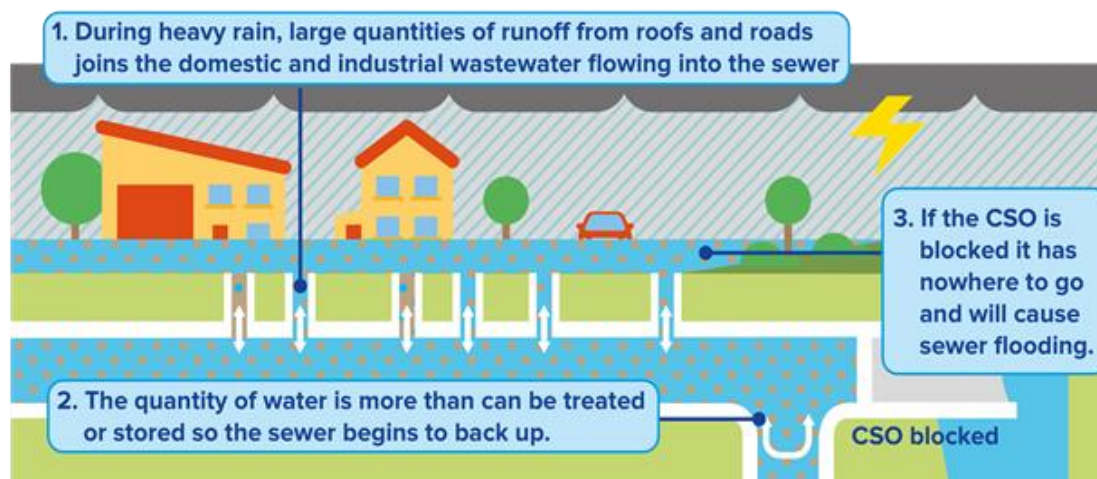 1. During heavy rain, large quantities of runoff from roofs and roads
joins the domestic and industrial wastewater flowing into the sewer
3. If the CSO is
blocked it has
nowhere to go
and will cause
sewer flooding.
2. The quantity of water is more than can be treated
or stored so the sewer begins to back up.
CSO blocked